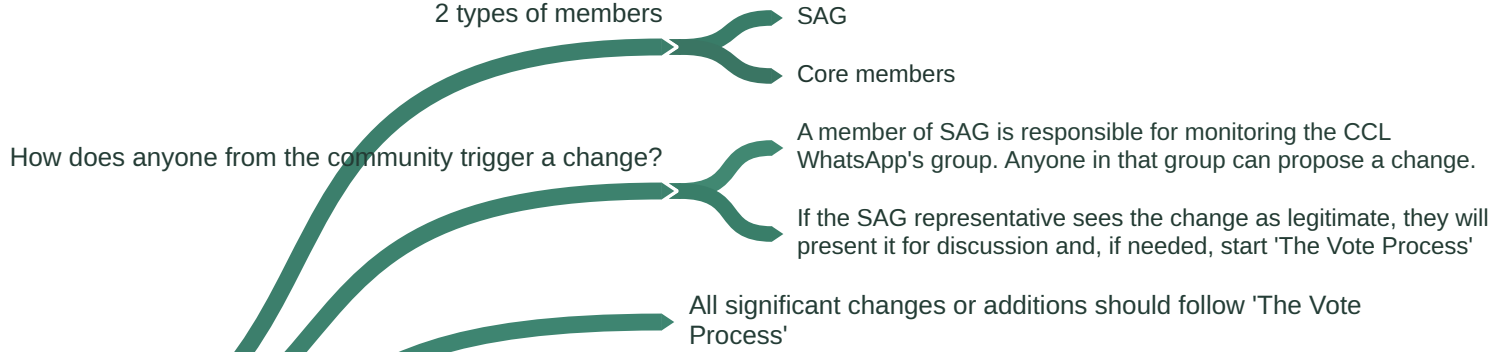 2 types of members
SAG
Core members
How does anyone from the community trigger a change?
A member of SAG is responsible for monitoring the CCL
WhatsApp's group. Anyone in that group can propose a change.
If the SAG representative sees the change as legitimate, they will
present it for discussion and, if needed, start 'The Vote Process'
All significant changes or additions should follow 'The Vote
Process'